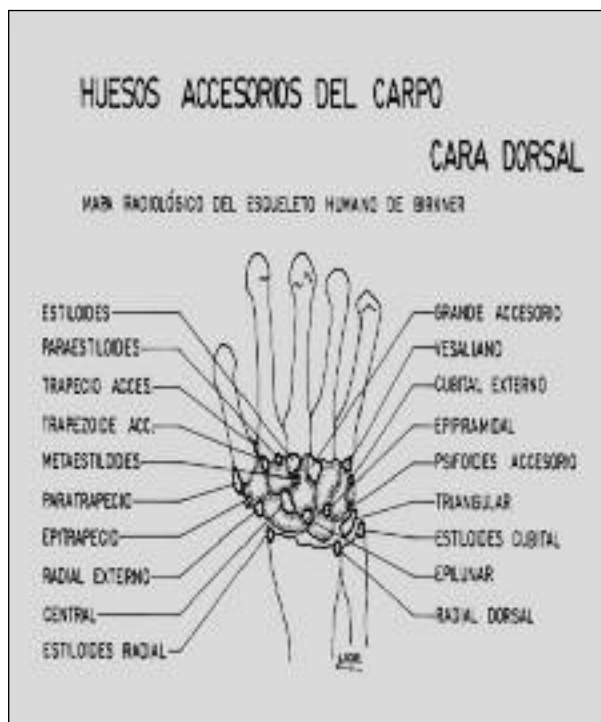 HUESOS ACCESORIOS DEL CARPO
CARA DORSAL
MAPA RADIOLÓGICO DEL ESQUELETO HUMANO DE BIRKNER
ESTILOIDES
PARAESTILOIDES
TRAPECIO ACCES.
TRAPEZOIDE ACC.
METAESTILOIDES
PARATRAPECIO
EPITRAPECIO
RADIAL EXTERNO
CENTRAL
ESTILOIDES RADIAL
GRANDE ACCESORIO
VESALIANO
CUBITAL EXTERNO
EPIPIRAMIDAL
PSIFOIDES ACCESORIO
TRIANGULAR
ESTILOIDES CUBITAL
EPILUNAR
RADIAL DORSAL